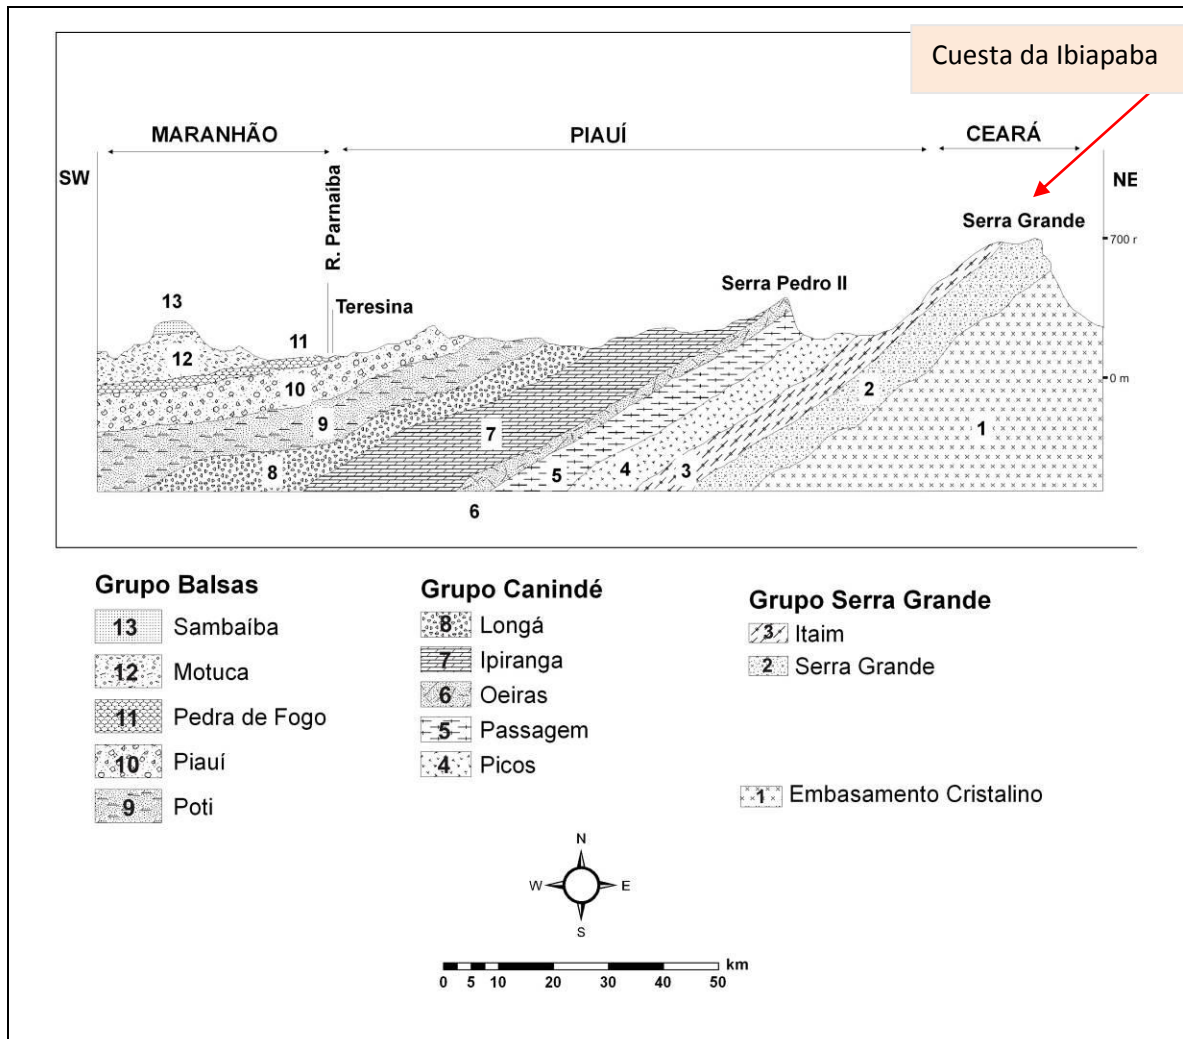 Cuesta da Ibiapaba
MARANHÃO
PIAUÍ
CEARÁ
SW
NE
R. Parnaíba
Serra Grande
700 r
Serra Pedro II
13
Teresina
11
12
10
0 m
2
9
1
7
8
5
4
3
6
Grupo Balsas
13 Sambaíba
12 Motuca
11 Pedra de Fogo
10 Piauí
9 Poti
Grupo Canindé
8 Longá
7 Ipiranga
6 Oeiras
5 Passagem
4 Picos
Grupo Serra Grande
3 Itaim
2 Serra Grande
1 Embasamento Cristalino
N
W E
S
km
0 5 10 20 30 40 50